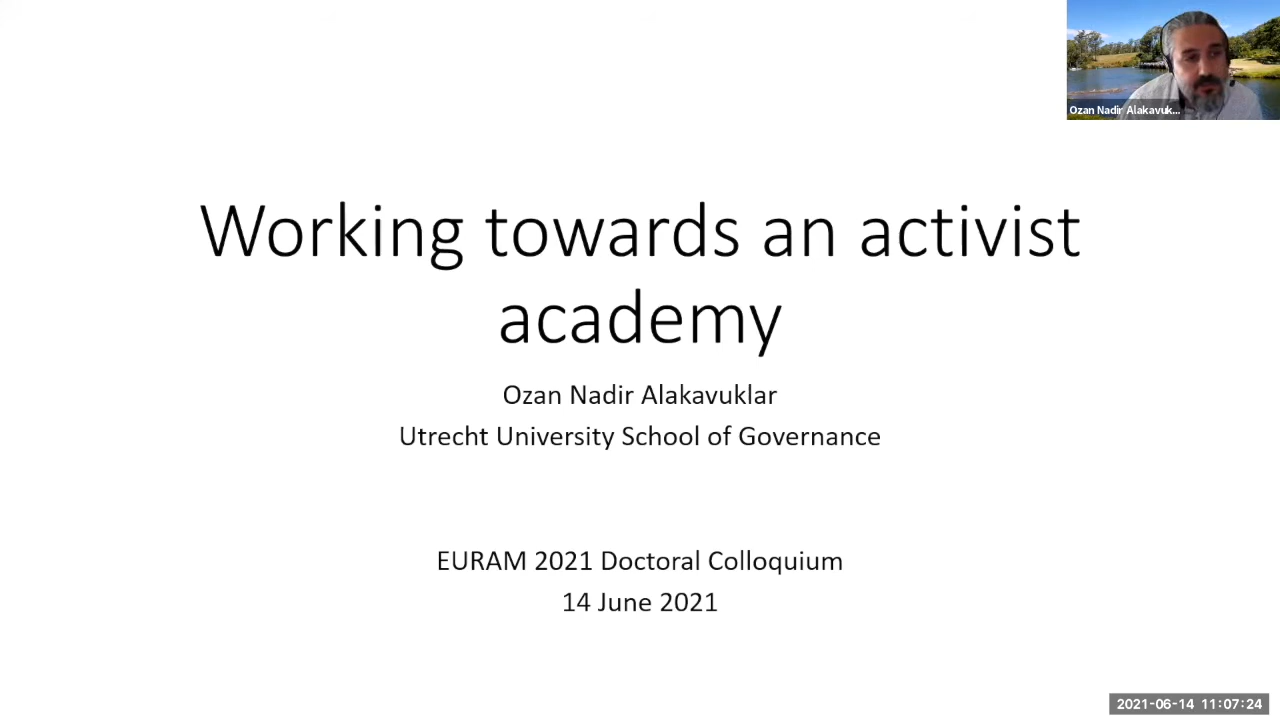 Ozan Nadir Alakavuk...
Working towards an activist
academy
Ozan Nadir Alakavuklar
Utrecht University School of Governance
EURAM 2021 Doctoral Colloquium
14 June 2021
2021-06-14 11:07:24